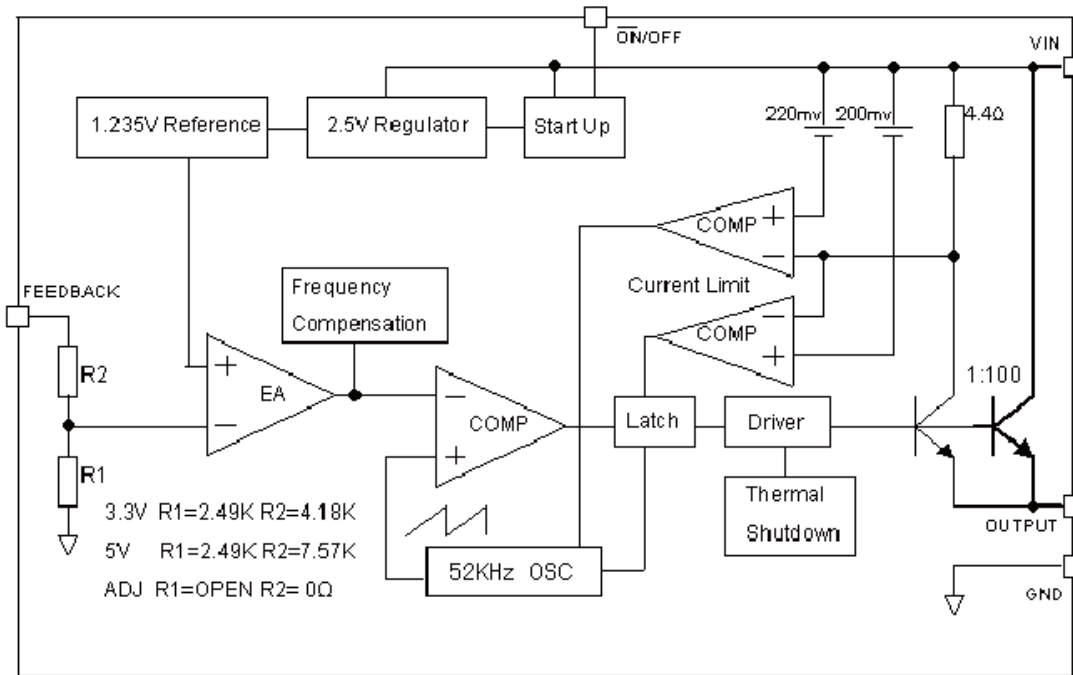 ON/OFF
VIN
1.235V Reference
2.5V Regulator
Start Up
220mv
200mv
4.4Ω
+
COMP
−
FEEDBACK
Frequency
Compensation
Current Limit
−
COMP
+
R2
+
EA
−
−
COMP
+
1:100
Latch
Driver
R1
Thermal
Shutdown
3.3V R1=2.49K R2=4.18K
5V R1=2.49K R2=7.57K
ADJ R1=OPEN R2= 0Ω
52KHz OSC
OUTPUT
GND